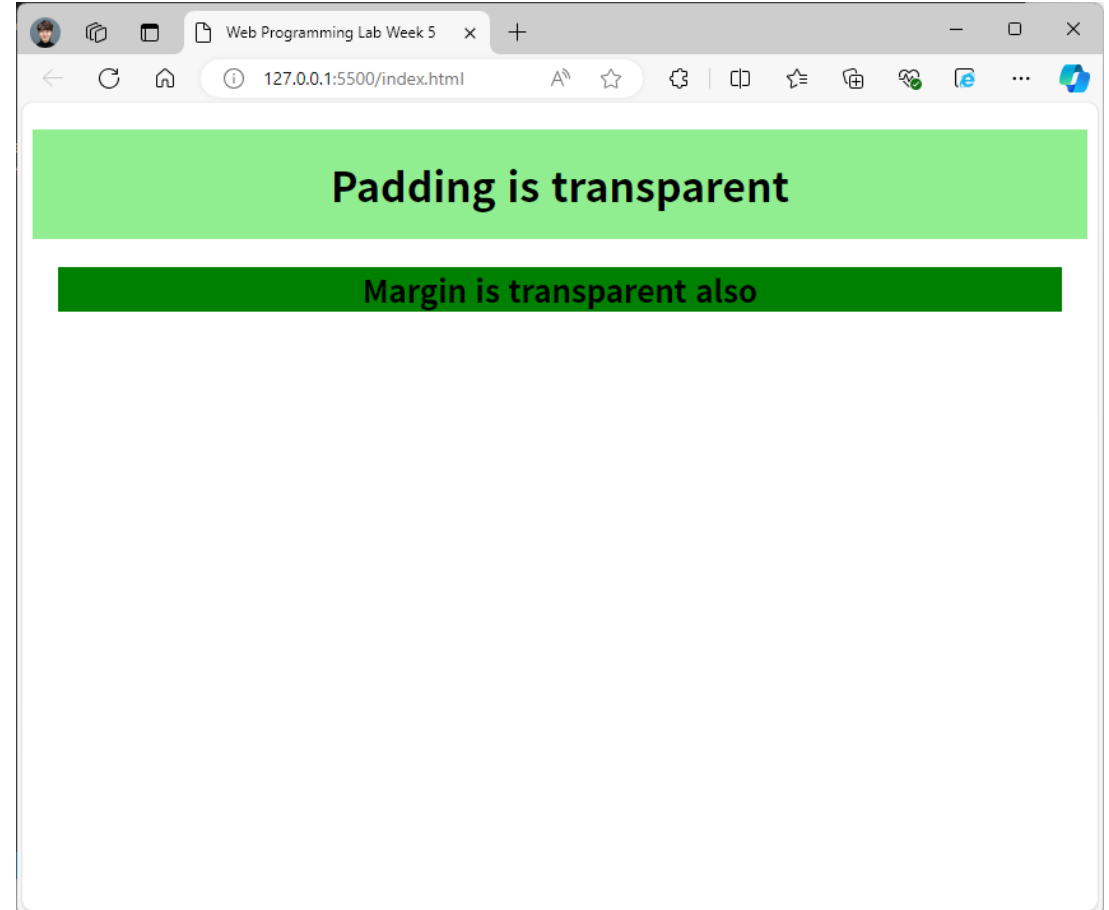 Web Programming Lab Week 5
127.0.0.1:5500/index.html
Padding is transparent
Margin is transparent also